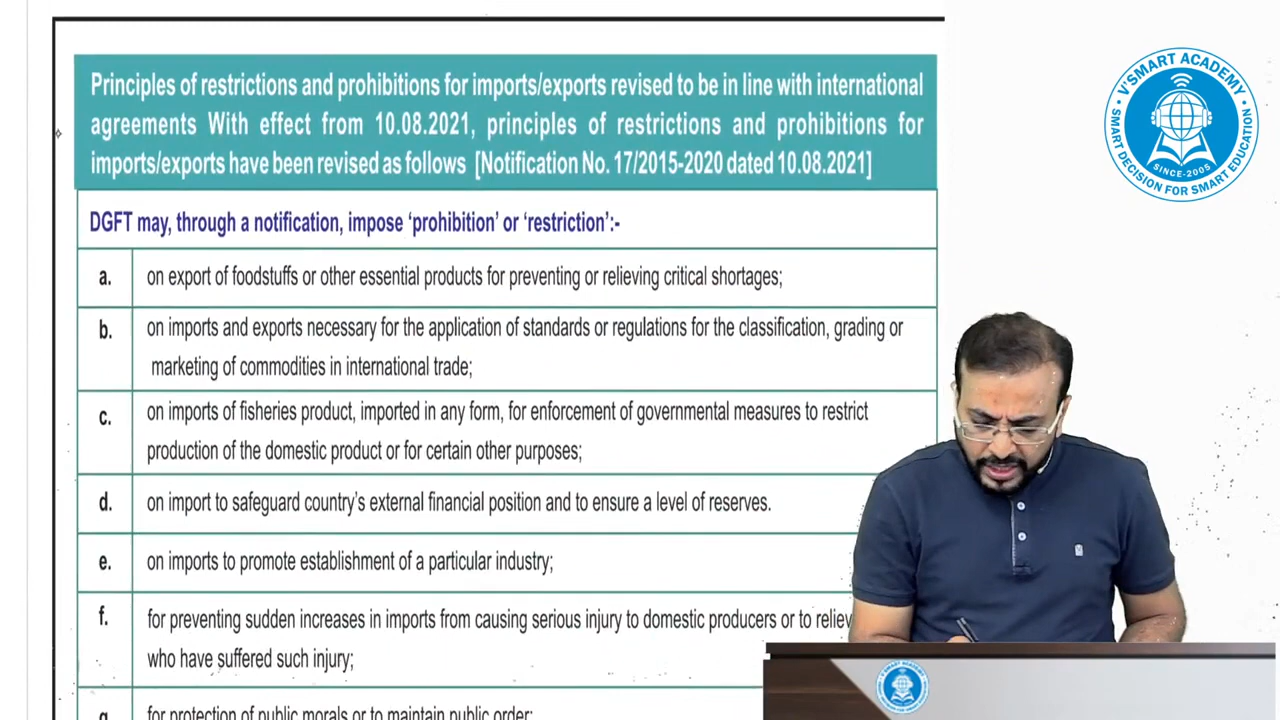 Principles of restrictions and prohibitions for imports/exports revised to be in line with international
agreements With effect from 10.08.2021, principles of restrictions and prohibitions for
imports/exports have been revised as follows [Notification No. 17/2015-2020 dated 10.08.2021]
DGFT may, through a notification, impose ‘prohibition’ or ‘restriction’:-
a. on export of foodstuffs or other essential products for preventing or relieving critical shortages;
b. on imports and exports necessary for the application of standards or regulations for the classification, grading or
marketing of commodities in international trade;
c. on imports of fisheries product, imported in any form, for enforcement of governmental measures to restrict
production of the domestic product or for certain other purposes;
d. on import to safeguard country’s external financial position and to ensure a level of reserves.
e. on imports to promote establishment of a particular industry;
f. for preventing sudden increases in imports from causing serious injury to domestic producers or to
who have suffered such injury;
g. for protection of public morals or to maintain public order;
V'SMART ACADEMY
SMART DECISION FOR SMART EDUCATION
SINCE-2005